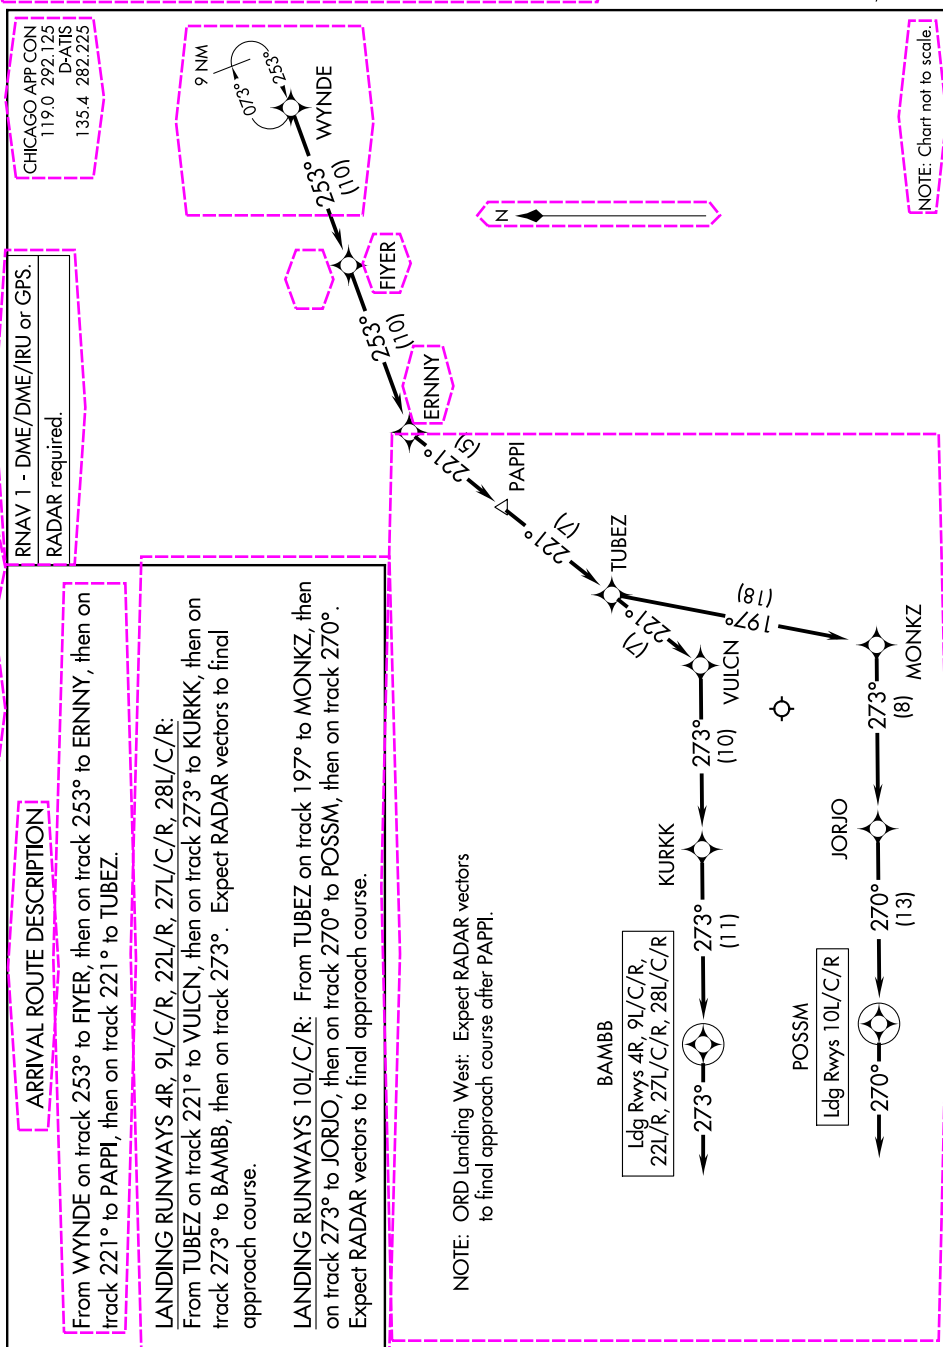 CHICAGO APP CON
119.0 292.125
D-ATIS
135.4 282.225
RNAV 1 - DME/DME/IRU or GPS.
RADAR required.
ARRIVAL ROUTE DESCRIPTION
From WYNDE on track 253° to FIYER, then on track 253° to ERNNY, then on
track 221° to PAPPI, then on track 221° to TUBEZ.
LANDING RUNWAYS 4R, 9L/C/R, 22L/R, 27L/C/R, 28L/C/R:
From TUBEZ on track 221° to VULCN, then on track 273° to KURKK, then on
track 273° to BAMBB, then on track 273°. Expect RADAR vectors to final
approach course.
LANDING RUNWAYS 10L/C/R: From TUBEZ on track 197° to MONKZ, then
on track 273° to JORJO, then on track 270° to POSSM, then on track 270°.
Expect RADAR vectors to final approach course.
9 NM
073°
253°
WYNDE
253°
(10)
FIYER
253°
(10)
ERNNY
221°
(5)
PAPPI
221°
(7)
TUBEZ
221°
(7)
VULCN
197°
(18)
MONKZ
273°
(10)
KURKK
273°
(11)
BAMBB
Ldg Rwys 4R, 9L/C/R,
22L/R, 27L/C/R, 28L/C/R
273°
273°
(8)
JORJO
270°
(13)
POSSM
Ldg Rwys 10L/C/R
270°
N
NOTE: ORD Landing West: Expect RADAR vectors
to final approach course after PAPPI.
NOTE: Chart not to scale.